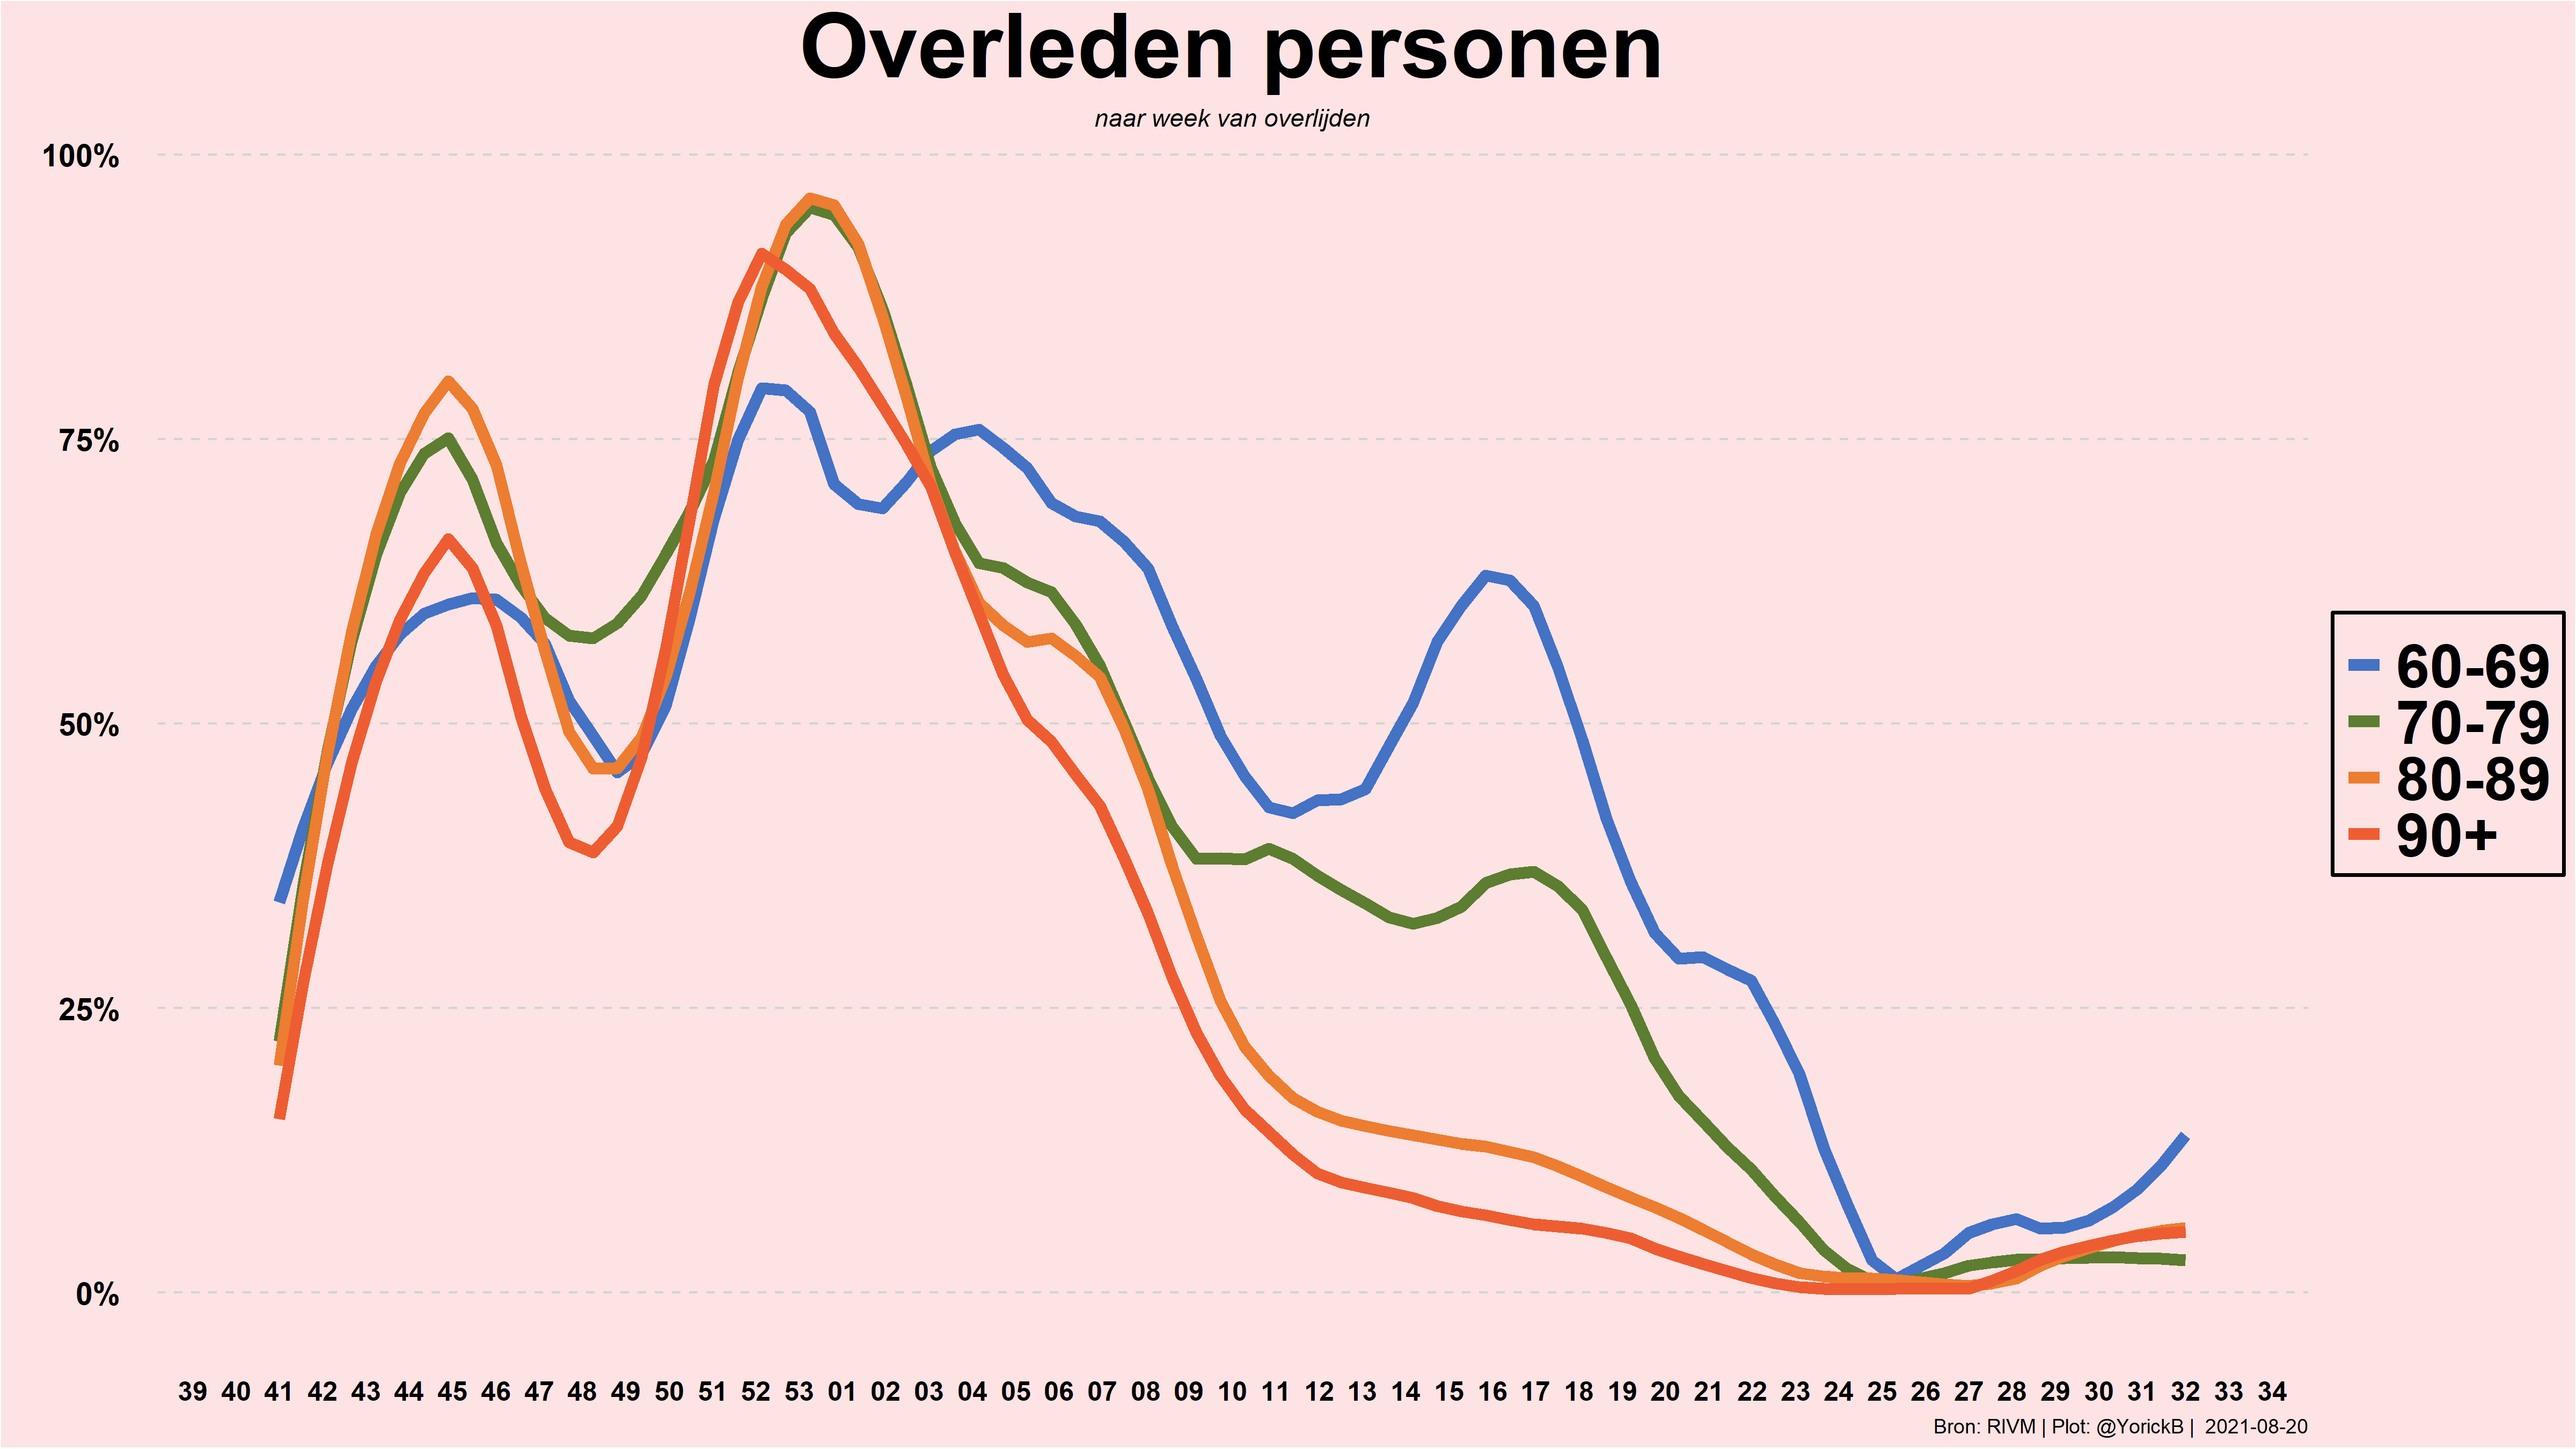 Overleden personen
naar week van overlijden
100%
75%
50%
25%
0%
60-69
70-79
80-89
90+
39 40 41 42 43 44 45 46 47 48 49 50 51 52 53 01 02 03 04 05 06 07 08 09 10 11 12 13 14 15 16 17 18 19 20 21 22 23 24 25 26 27 28 29 30 31 32 33 34
Bron: RIVM | Plot: @YorickB | 2021-08-20